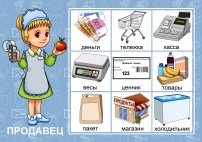 деньги тележка касса
весы ценник товары
123
ПРОДУКТЫ
пакет магазин холодильник
ПРОДАВЕЦ